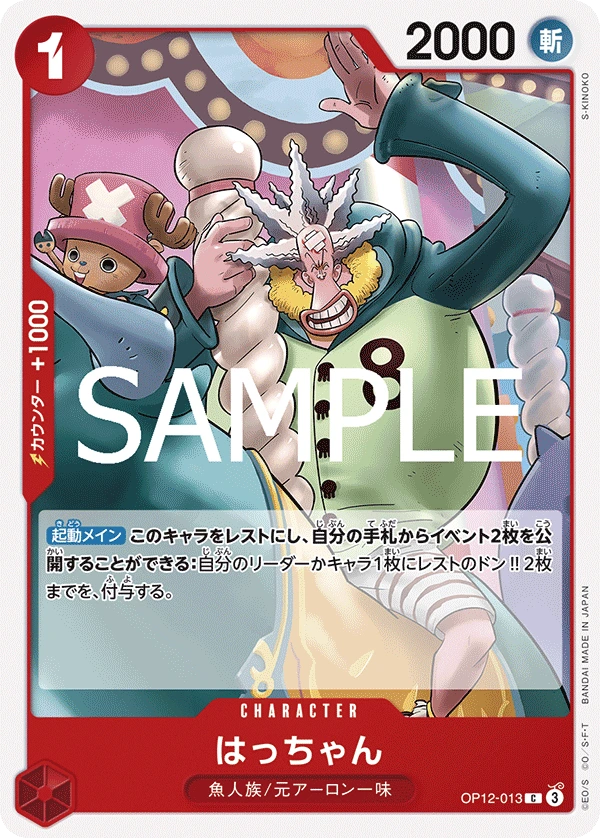 1
2000
斬
S-KINOKO
カウンター +1000
8
SAMPLE
起動メイン このキャラをレストにし、自分の手札からイベント2枚を公
開することができる:自分のリーダーかキャラ1枚にレストのドン!!2枚
までを、付与する。
CHARACTER
はっちゃん
魚人族/元アーロン一味
OP12-013 C 3
©E.O/S ©O/S・F・T BANDAI MADE IN JAPAN